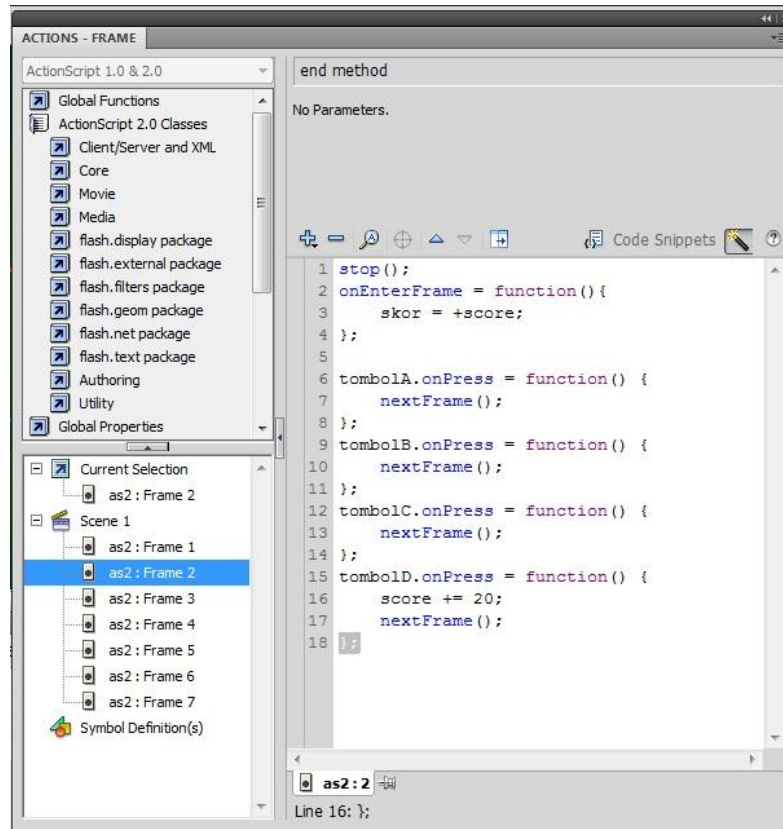 ACTIONS - FRAME
ActionScript 1.0 & 2.0
Global Functions
ActionScript 2.0 Classes
Client/Server and XML
Core
Movie
Media
flash.display package
flash.external package
flash.filters package
flash.geom package
flash.net package
flash.text package
Authoring
Utility
Global Properties
Current Selection
as2 : Frame 2
Scene 1
as2 : Frame 1
as2 : Frame 2
as2 : Frame 3
as2 : Frame 4
as2 : Frame 5
as2 : Frame 6
as2 : Frame 7
Symbol Definition(s)
end method
No Parameters.
Code Snippets
1 stop();
2 onEnterFrame = function(){
3 skor = +score;
4 };
5
6 tombolA.onPress = function() {
7 nextFrame();
8 };
9 tombolB.onPress = function() {
10 nextFrame();
11 };
12 tombolC.onPress = function() {
13 nextFrame();
14 };
15 tombolD.onPress = function() {
16 score += 20;
17 nextFrame();
18 };
as2 : 2
Line 16: };